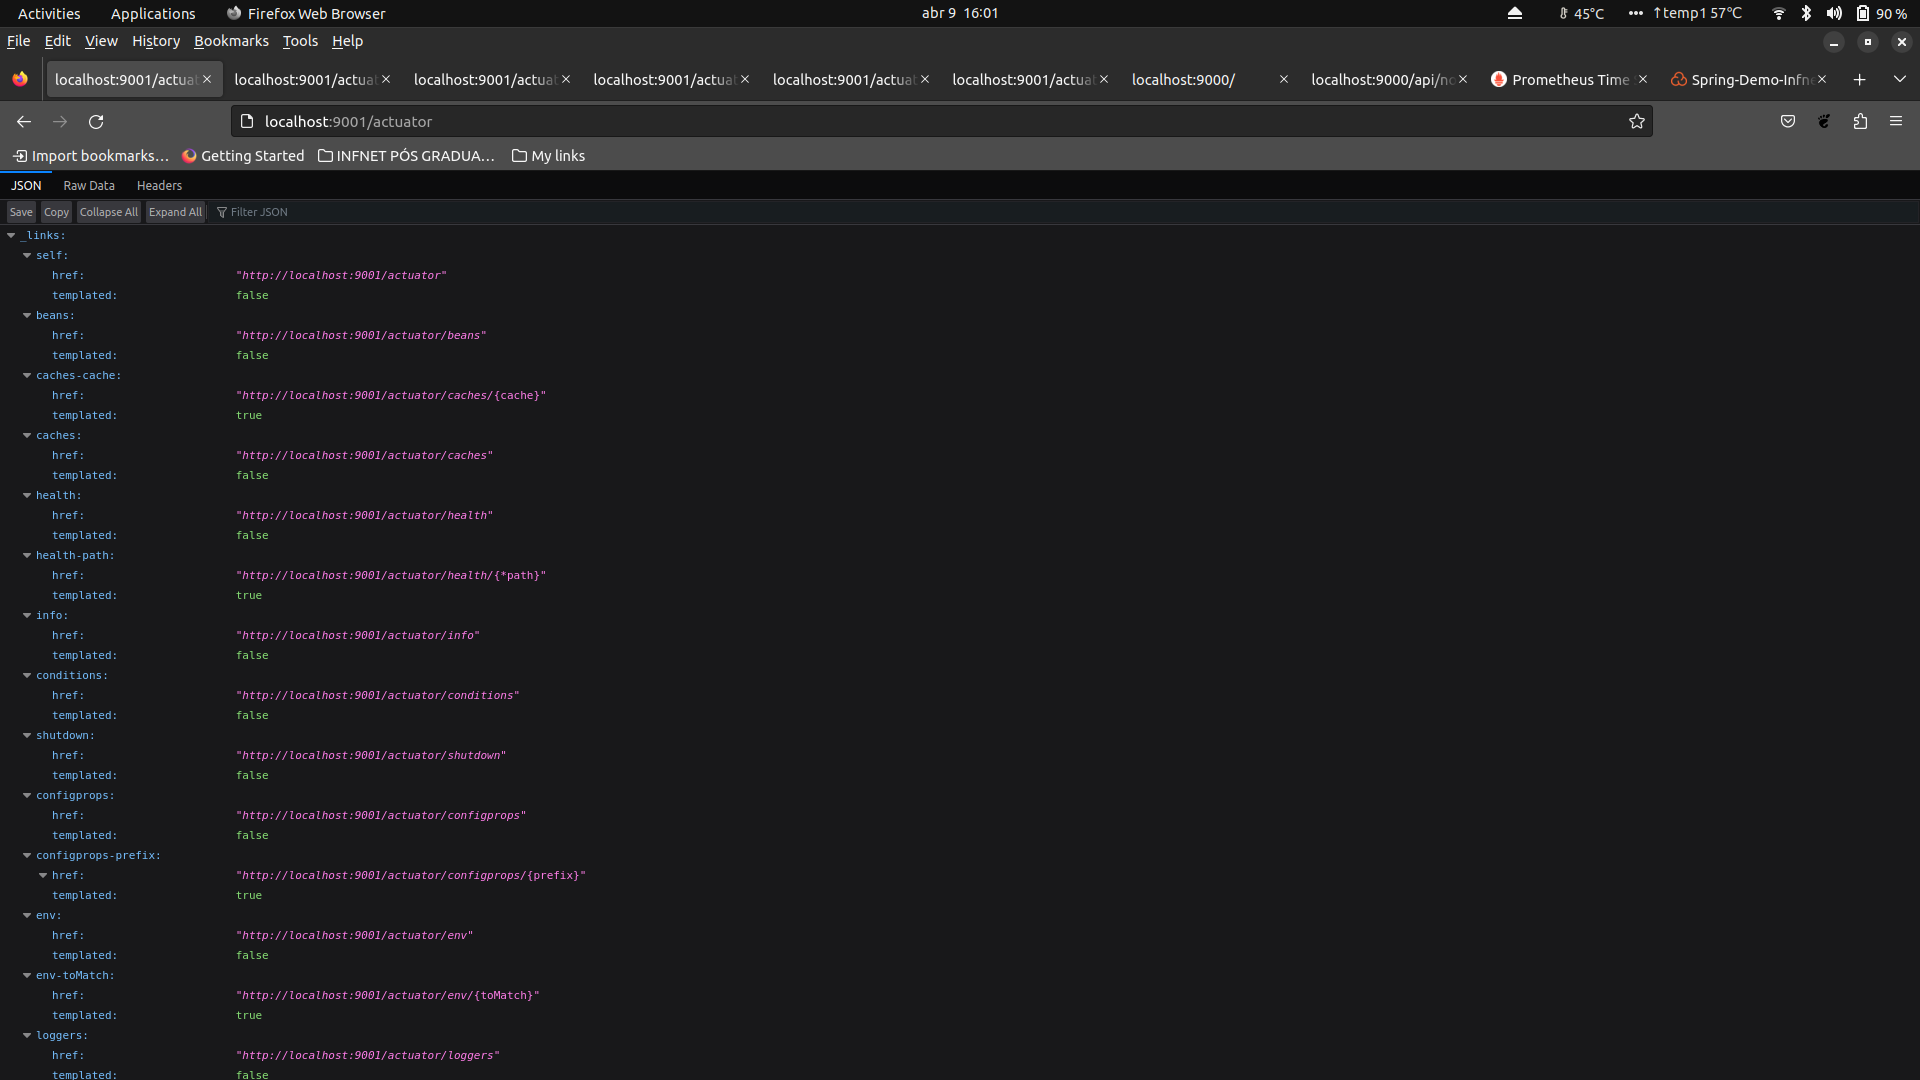 Activities Applications Firefox Web Browser abr 9 16:01 45°C ↑temp1 57°C 90 %
File Edit View History Bookmarks Tools Help
localhost:9001/actuat localhost:9001/actuat localhost:9001/actuat localhost:9001/actuat localhost:9001/actuat localhost:9001/actuat localhost:9000/ localhost:9000/api/no Prometheus Time Spring-Demo-Infne
localhost:9001/actuator
Import bookmarks... Getting Started INFNET PÓS GRADUA... My links
JSON Raw Data Headers
Save Copy Collapse All Expand All Filter JSON
_links:
self:
href: "http://localhost:9001/actuator"
templated: false
beans:
href: "http://localhost:9001/actuator/beans"
templated: false
caches-cache:
href: "http://localhost:9001/actuator/caches/{cache}"
templated: true
caches:
href: "http://localhost:9001/actuator/caches"
templated: false
health:
href: "http://localhost:9001/actuator/health"
templated: false
health-path:
href: "http://localhost:9001/actuator/health/{*path}"
templated: true
info:
href: "http://localhost:9001/actuator/info"
templated: false
conditions:
href: "http://localhost:9001/actuator/conditions"
templated: false
shutdown:
href: "http://localhost:9001/actuator/shutdown"
templated: false
configprops:
href: "http://localhost:9001/actuator/configprops"
templated: false
configprops-prefix:
href: "http://localhost:9001/actuator/configprops/{prefix}"
templated: true
env:
href: "http://localhost:9001/actuator/env"
templated: false
env-toMatch:
href: "http://localhost:9001/actuator/env/{toMatch}"
templated: true
loggers:
href: "http://localhost:9001/actuator/loggers"
templated: false